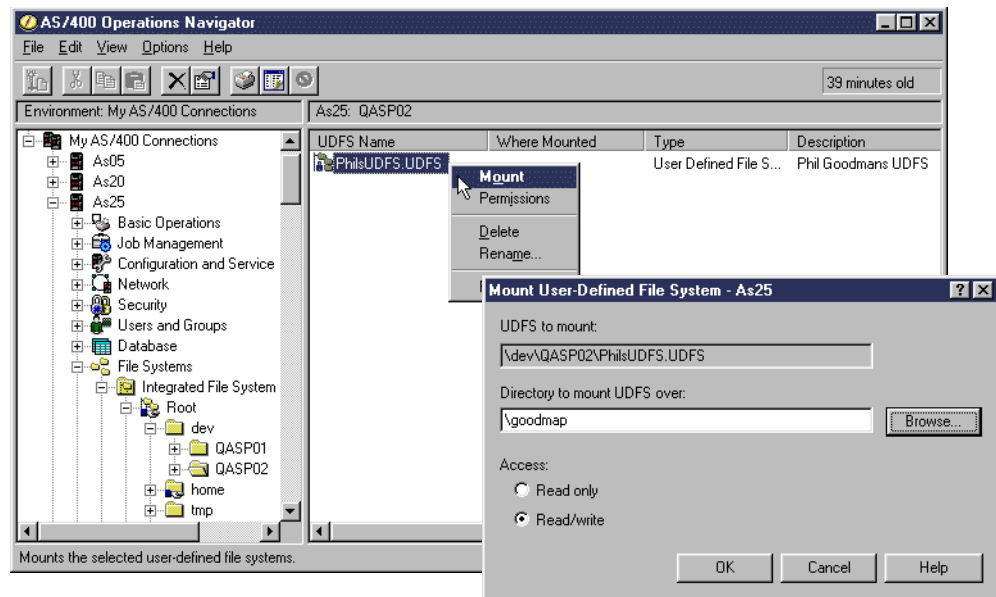 AS/400 Operations Navigator
File Edit View Options Help
39 minutes old
Environment: My AS/400 Connections
As25: QASP02
My AS/400 Connections
As05
As20
As25
Basic Operations
Job Management
Configuration and Service
Network
Security
Users and Groups
Database
File Systems
Integrated File System
Root
dev
QASP01
QASP02
home
tmp
UDFS Name Where Mounted Type Description
PhilsUDFS.UDFS User Defined File S... Phil Goodmans UDFS
Mount
Permissions
Delete
Rename...
Mount User-Defined File System - As25
UDFS to mount:
\dev\QASP02\PhilsUDFS.UDFS
Directory to mount UDFS over:
\goodmap
Browse...
Access:
Read only
Read/write
OK Cancel Help
Mounts the selected user-defined file systems.